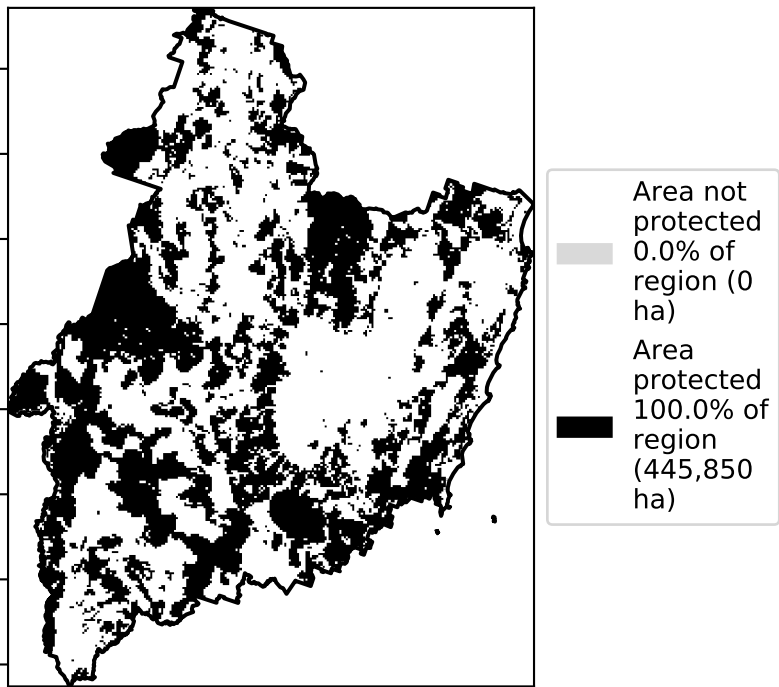 Area not
protected
0.0% of
region (0
ha)
Area
protected
100.0% of
region
(445,850
ha)